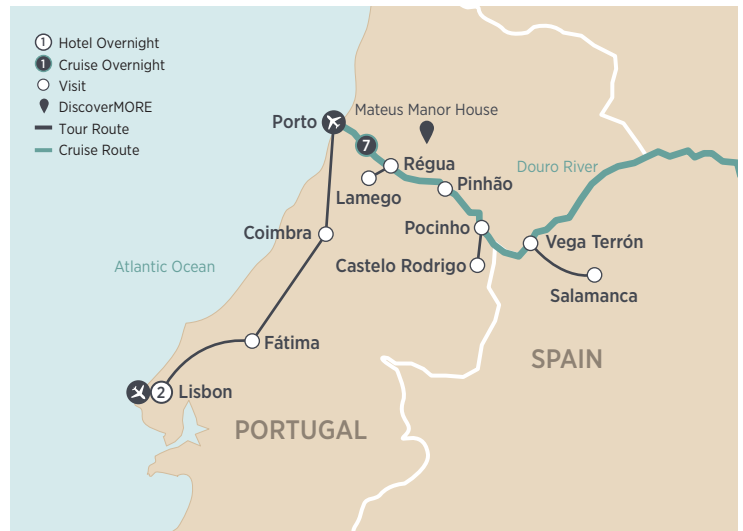 1 Hotel Overnight
1 Cruise Overnight
Visit
DiscoverMORE
Tour Route
Cruise Route
Porto
Mateus Manor House
7
Régua
Douro River
Lamego
Pinhão
Coimbra
Pocinho
Vega Terrón
Atlantic Ocean
Castelo Rodrigo
Salamanca
Fátima
SPAIN
2 Lisbon
PORTUGAL